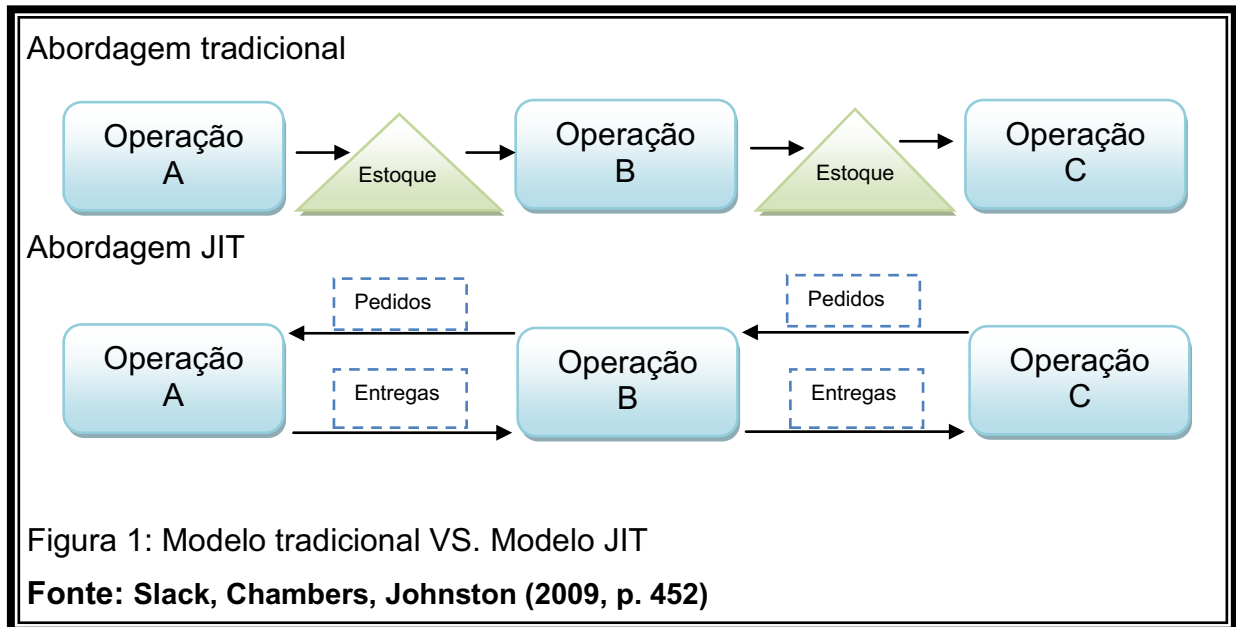 Abordagem tradicional
Operação
A
Estoque
Operação
B
Estoque
Operação
C
Abordagem JIT
Operação
A
Pedidos
Entregas
Operação
B
Pedidos
Entregas
Operação
C
Figura 1: Modelo tradicional VS. Modelo JIT
Fonte: Slack, Chambers, Johnston (2009, p. 452)